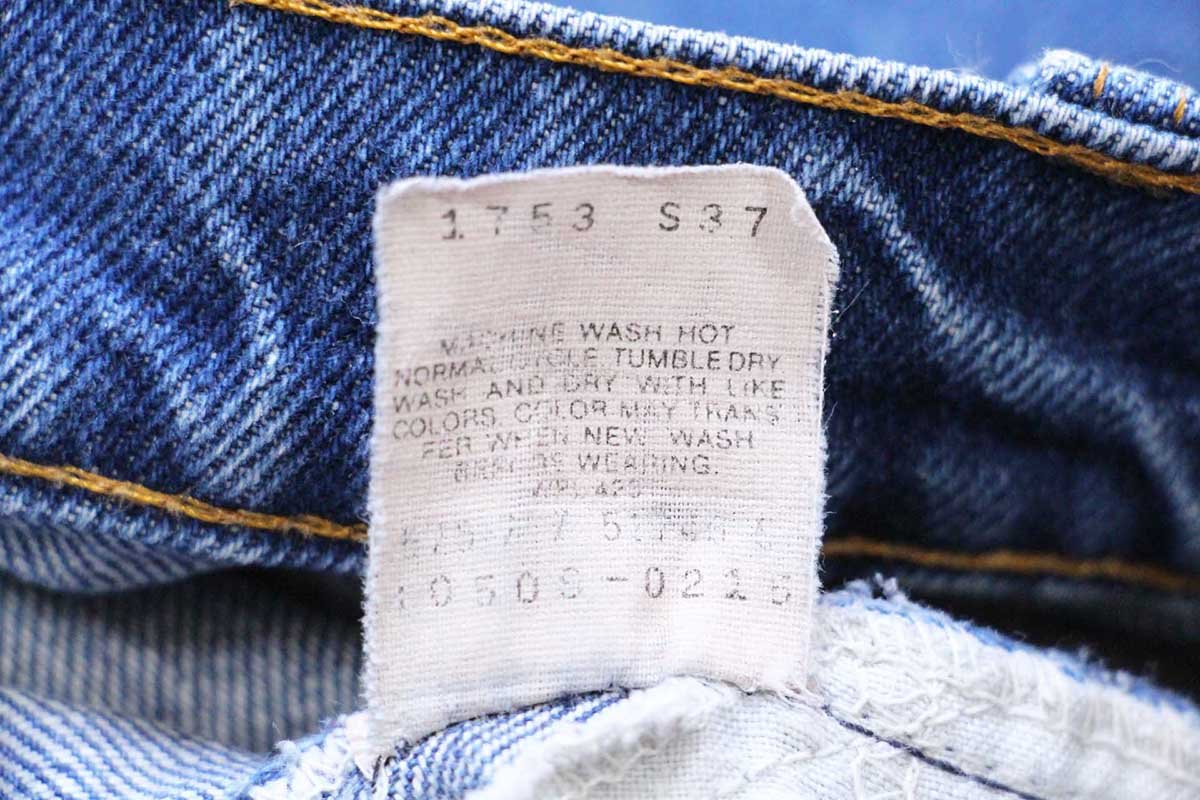 1753 S37
MACHINE WASH HOT
NORMAL CYCLE TUMBLE DRY
WASH AND DRY WITH LIKE
COLORS. COLOR MAY TRANS
FER WHEN NEW WASH
BEFORE WEARING.
10509-0215